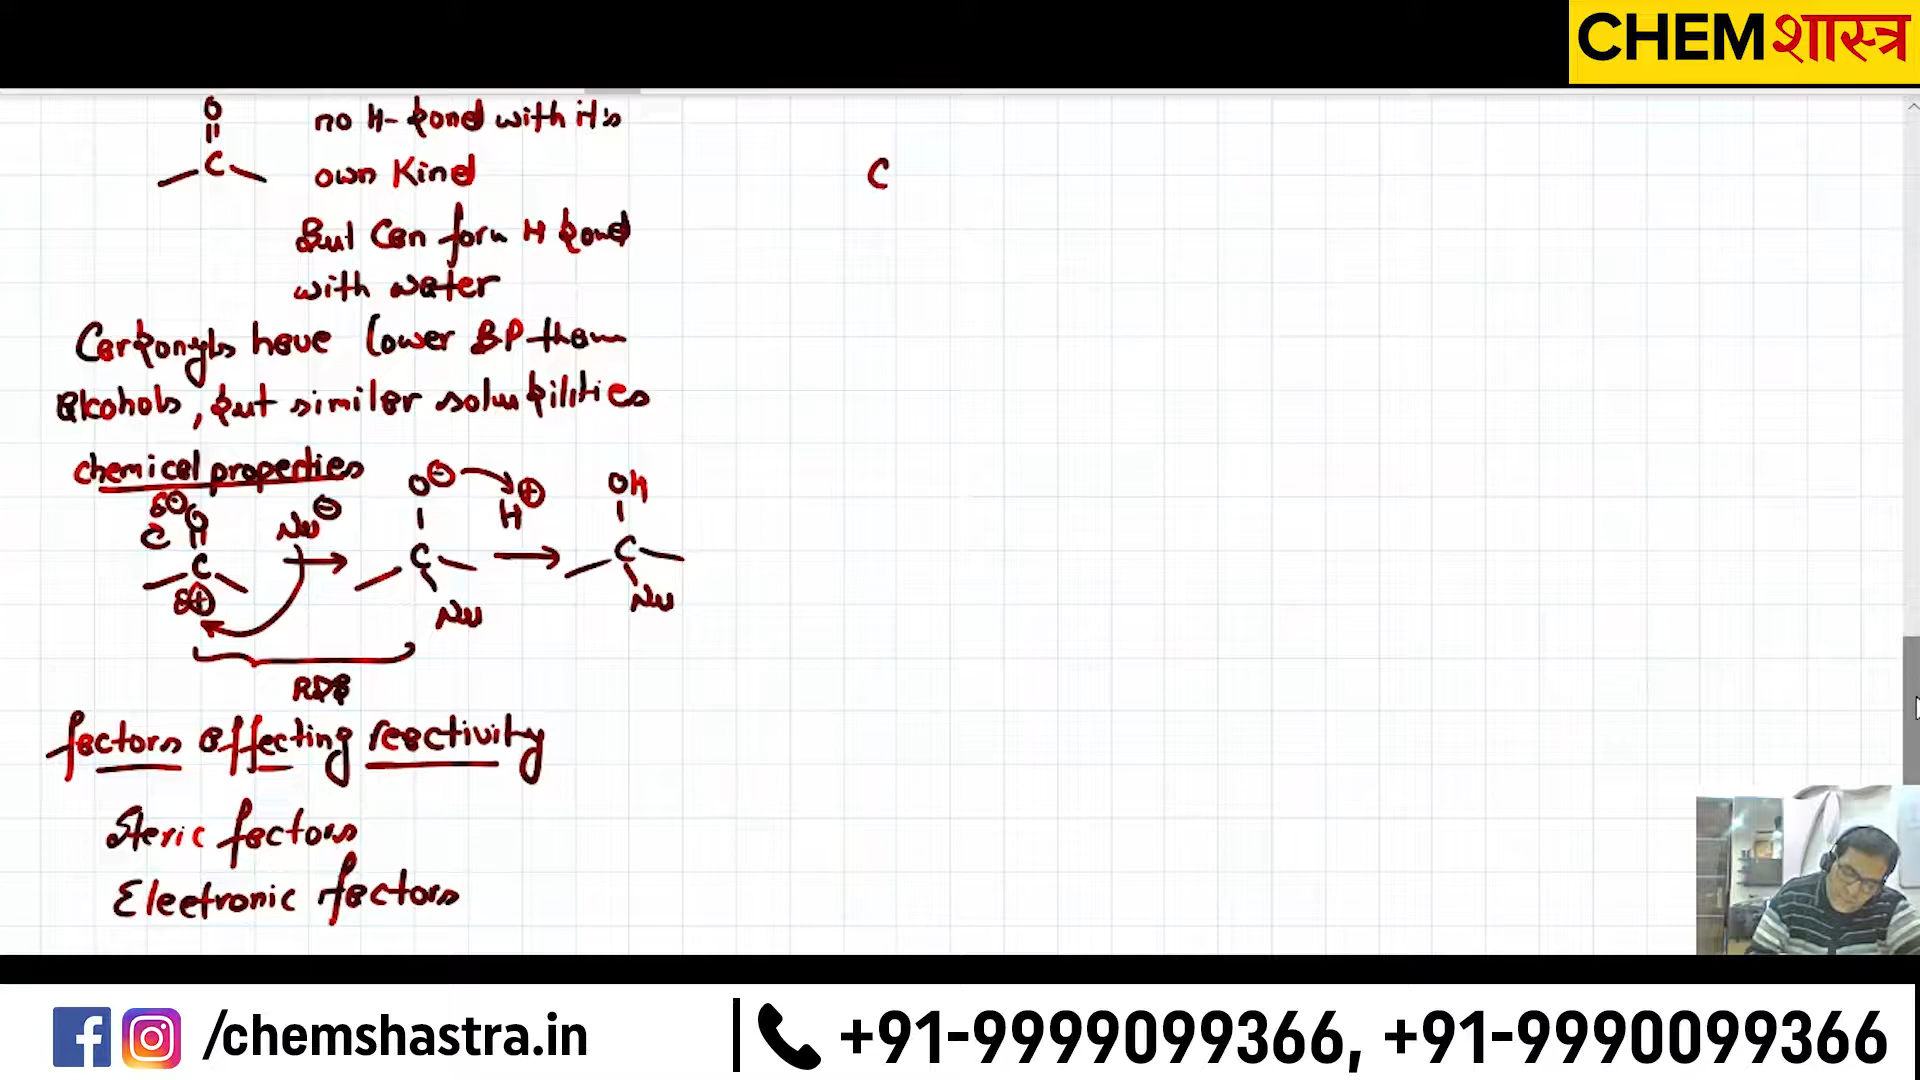 CHEMशास्त्र
O
C
no H- bond with it's
own Kind
C
But Can form H bond
with water
Carbonyls have lower BP than
alcohols, but similar solubilities
chemical properties
δ⊖ O C δ⊕ Nu⊖ → O⊖ C Nu H⊕ → OH C Nu
RDS
factors affecting reactivity
Steric factors
Electronic factors
/chemshastra.in
+91-9999099366, +91-9990099366